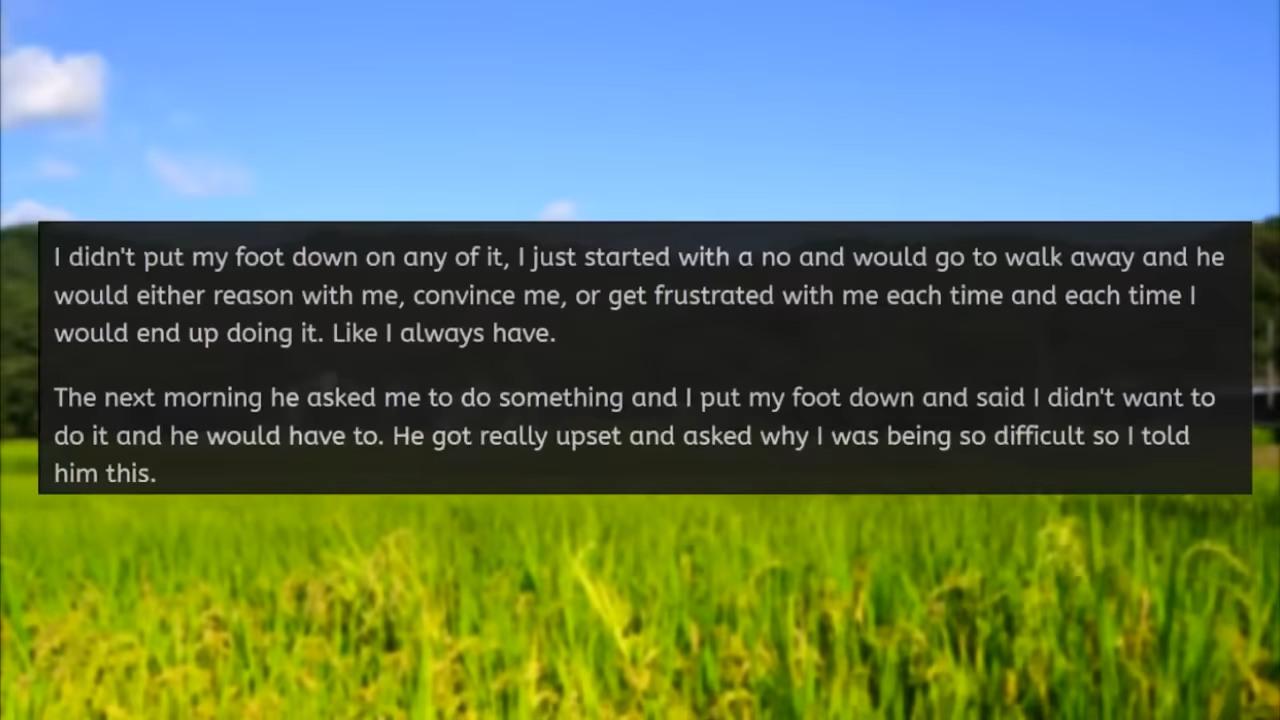 I didn't put my foot down on any of it, I just started with a no and would go to walk away and he
would either reason with me, convince me, or get frustrated with me each time and each time I
would end up doing it. Like I always have.
The next morning he asked me to do something and I put my foot down and said I didn't want to
do it and he would have to. He got really upset and asked why I was being so difficult so I told
him this.